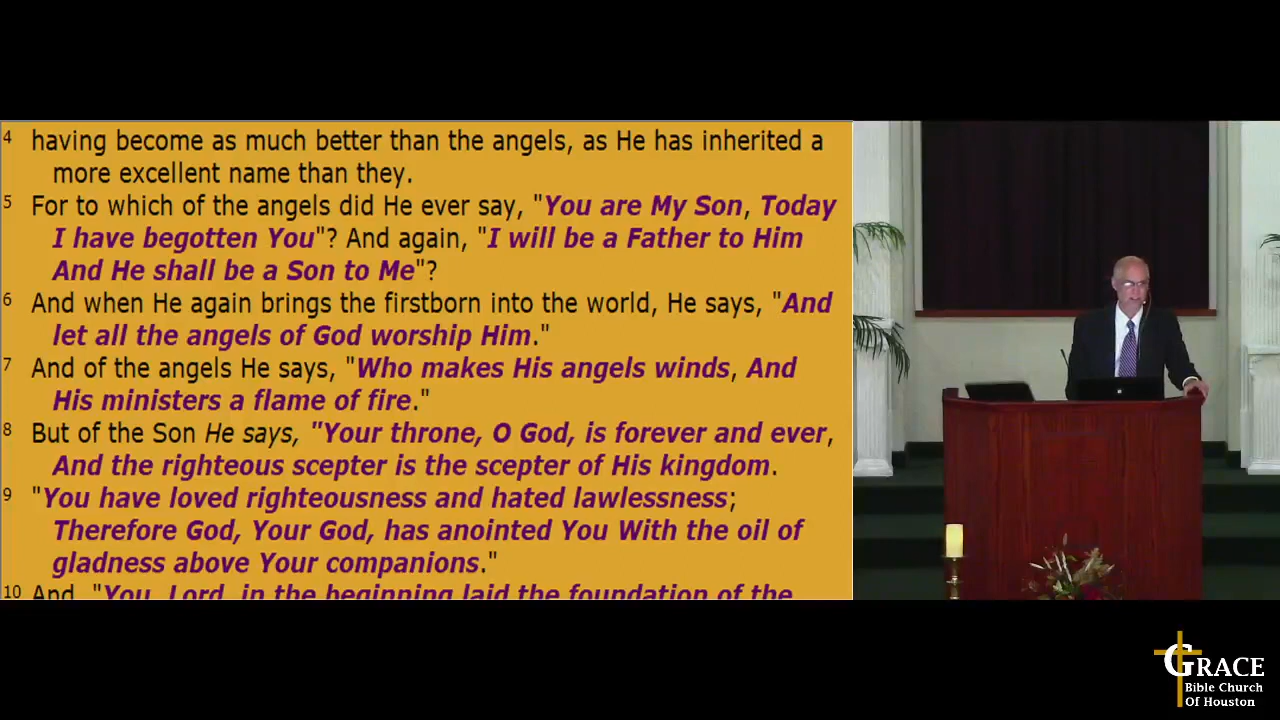 4 having become as much better than the angels, as He has inherited a
more excellent name than they.
5 For to which of the angels did He ever say, "You are My Son, Today
I have begotten You"? And again, "I will be a Father to Him
And He shall be a Son to Me"?
6 And when He again brings the firstborn into the world, He says, "And
let all the angels of God worship Him."
7 And of the angels He says, "Who makes His angels winds, And
His ministers a flame of fire."
8 But of the Son He says, "Your throne, O God, is forever and ever,
And the righteous scepter is the scepter of His kingdom.
9 "You have loved righteousness and hated lawlessness;
Therefore God, Your God, has anointed You With the oil of
gladness above Your companions."
10 And, "You, Lord, in the beginning laid the foundation of the
GRACE
Bible Church
Of Houston